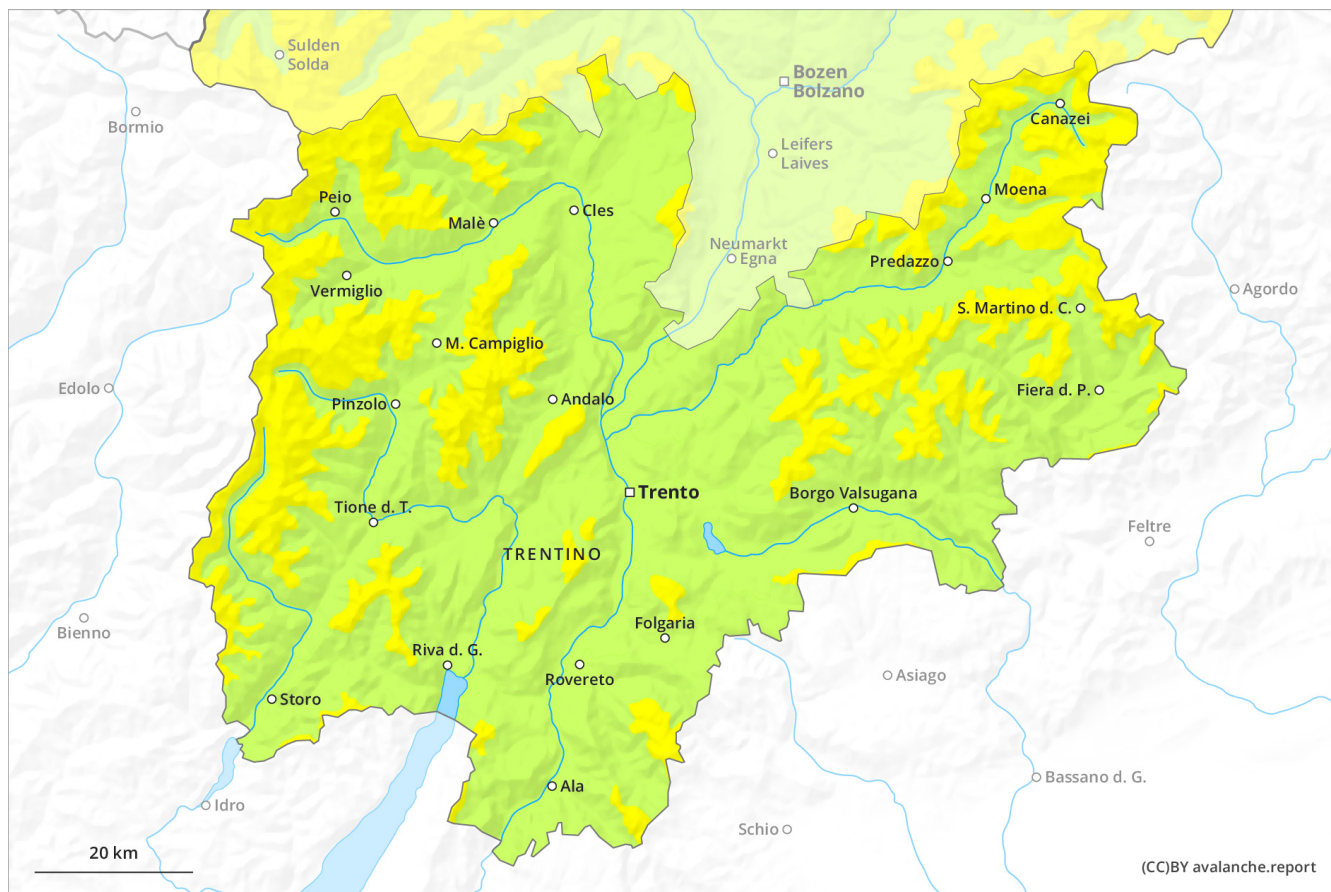 Sulden
Solda
Bozen
Bolzano
Bormio
Canazei
Leifers
Laives
Moena
Peio
Malè
Cles
Neumarkt
Egna
Predazzo
Vermiglio
Agordo
S. Martino d. C.
M. Campiglio
Edolo
Andalo
Fiera d. P.
Pinzolo
Trento
Borgo Valsugana
Tione d. T.
Feltre
TRENTINO
Bienno
Folgaria
Riva d. G.
Rovereto
Asiago
Storo
Bassano d. G.
Ala
Idro
Schio
20 km
(CC)BY avalanche.report